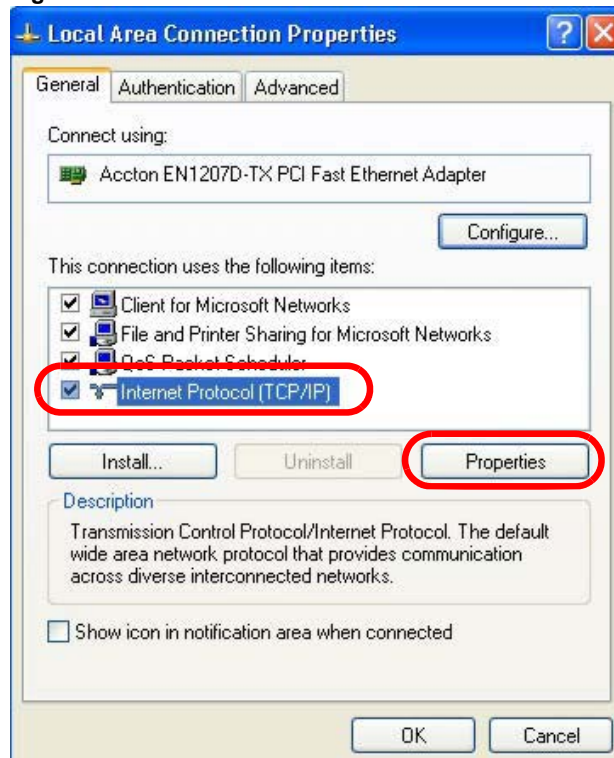 Local Area Connection Properties
General Authentication Advanced
Connect using:
Accton EN1207D-TX PCI Fast Ethernet Adapter
Configure...
This connection uses the following items:
Client for Microsoft Networks
File and Printer Sharing for Microsoft Networks
QoS Packet Scheduler
Internet Protocol (TCP/IP)
Install... Uninstall Properties
Description
Transmission Control Protocol/Internet Protocol. The default
wide area network protocol that provides communication
across diverse interconnected networks.
Show icon in notification area when connected
OK Cancel